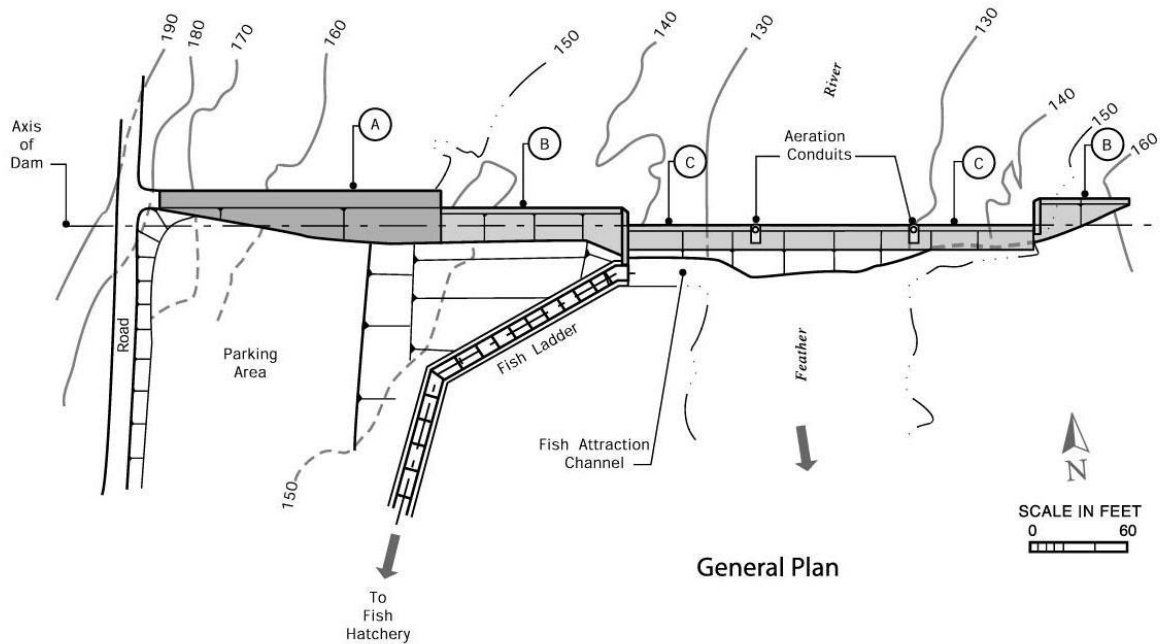 190
180
170
160
150
140
130
130
140
150
160
River
Axis
of
Dam
A
B
C
Aeration
Conduits
C
B
Road
Parking
Area
Fish Ladder
Feather
Fish Attraction
Channel
150
N
SCALE IN FEET
0 60
General Plan
To
Fish
Hatchery